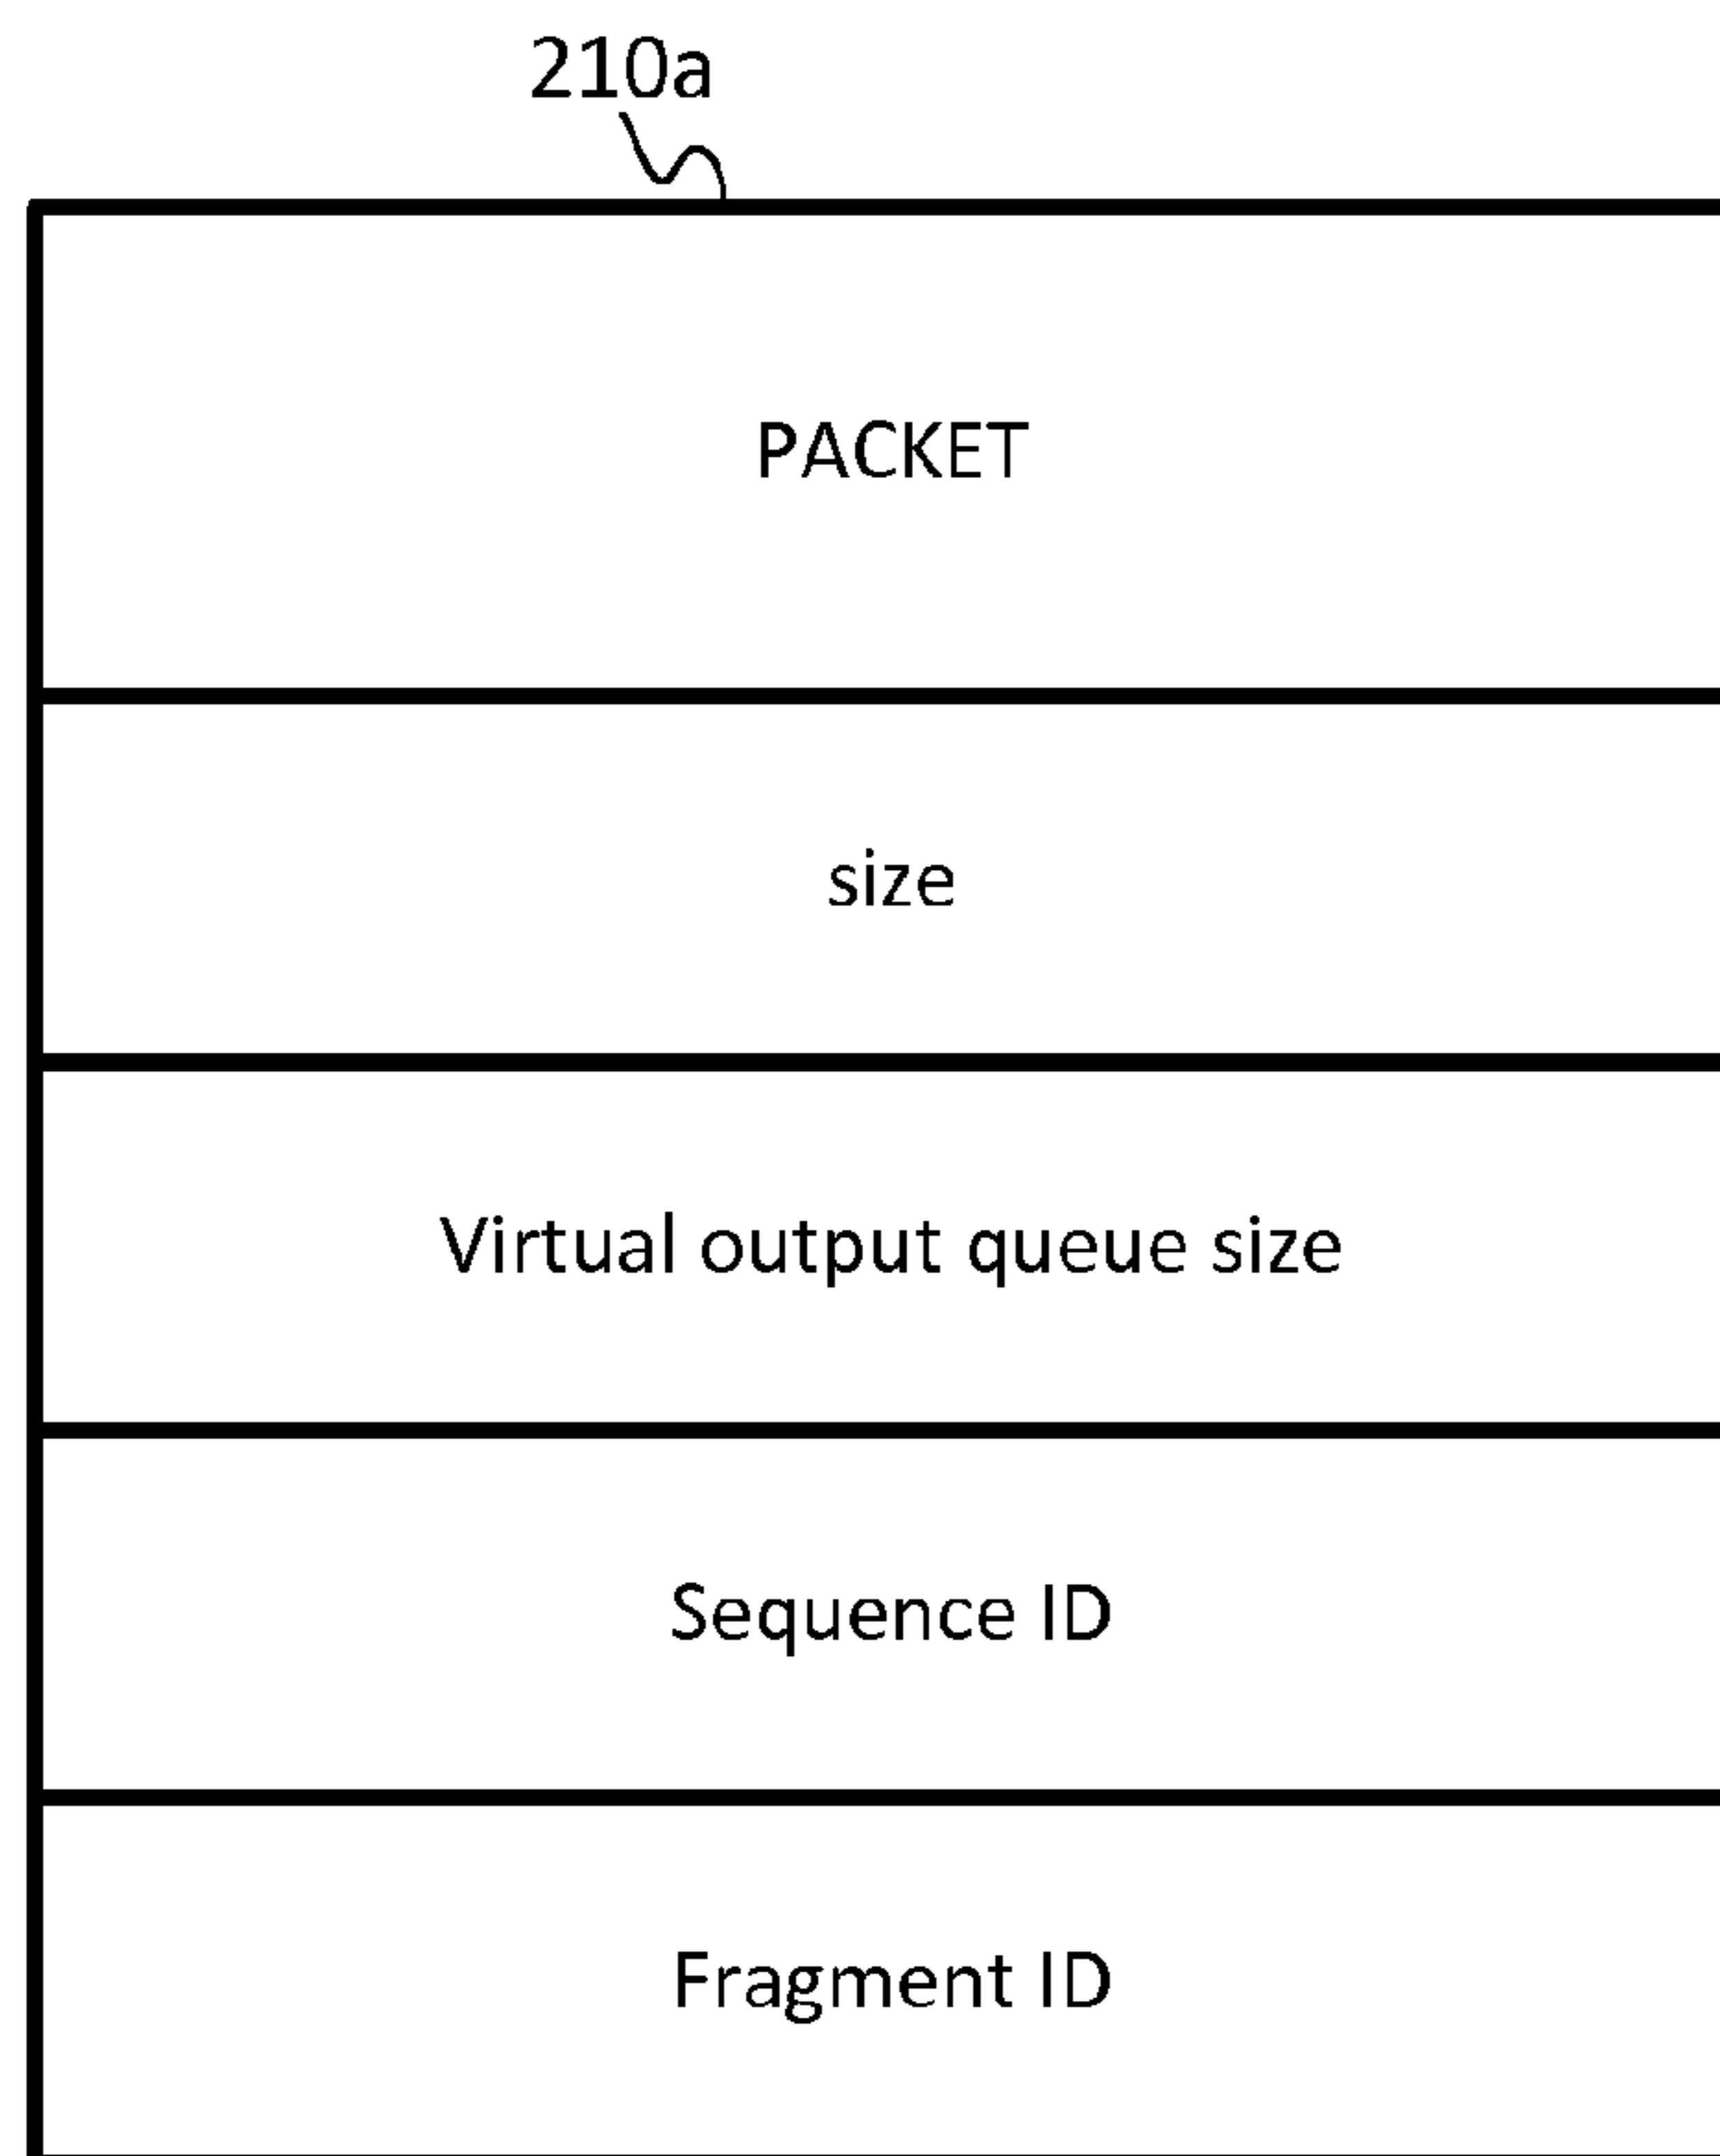 210a
PACKET
size
Virtual output queue size
Sequence ID
Fragment ID